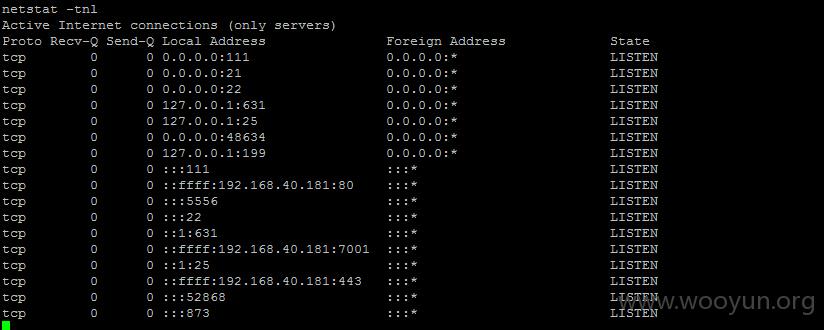 netstat -tnl
Active Internet connections (only servers)
Proto Recv-Q Send-Q Local Address Foreign Address State
tcp 0 0 0.0.0.0:111 0.0.0.0:* LISTEN
tcp 0 0 0.0.0.0:21 0.0.0.0:* LISTEN
tcp 0 0 0.0.0.0:22 0.0.0.0:* LISTEN
tcp 0 0 127.0.0.1:631 0.0.0.0:* LISTEN
tcp 0 0 127.0.0.1:25 0.0.0.0:* LISTEN
tcp 0 0 0.0.0.0:48634 0.0.0.0:* LISTEN
tcp 0 0 127.0.0.1:199 0.0.0.0:* LISTEN
tcp 0 0 :::111 :::* LISTEN
tcp 0 0 ::ffff:192.168.40.181:80 :::* LISTEN
tcp 0 0 :::5556 :::* LISTEN
tcp 0 0 :::22 :::* LISTEN
tcp 0 0 ::1:631 :::* LISTEN
tcp 0 0 ::ffff:192.168.40.181:7001 :::* LISTEN
tcp 0 0 ::1:25 :::* LISTEN
tcp 0 0 ::ffff:192.168.40.181:443 :::* LISTEN
tcp 0 0 :::52868 :::* LISTEN
tcp 0 0 :::873 :::* LISTEN
www.wooyun.org